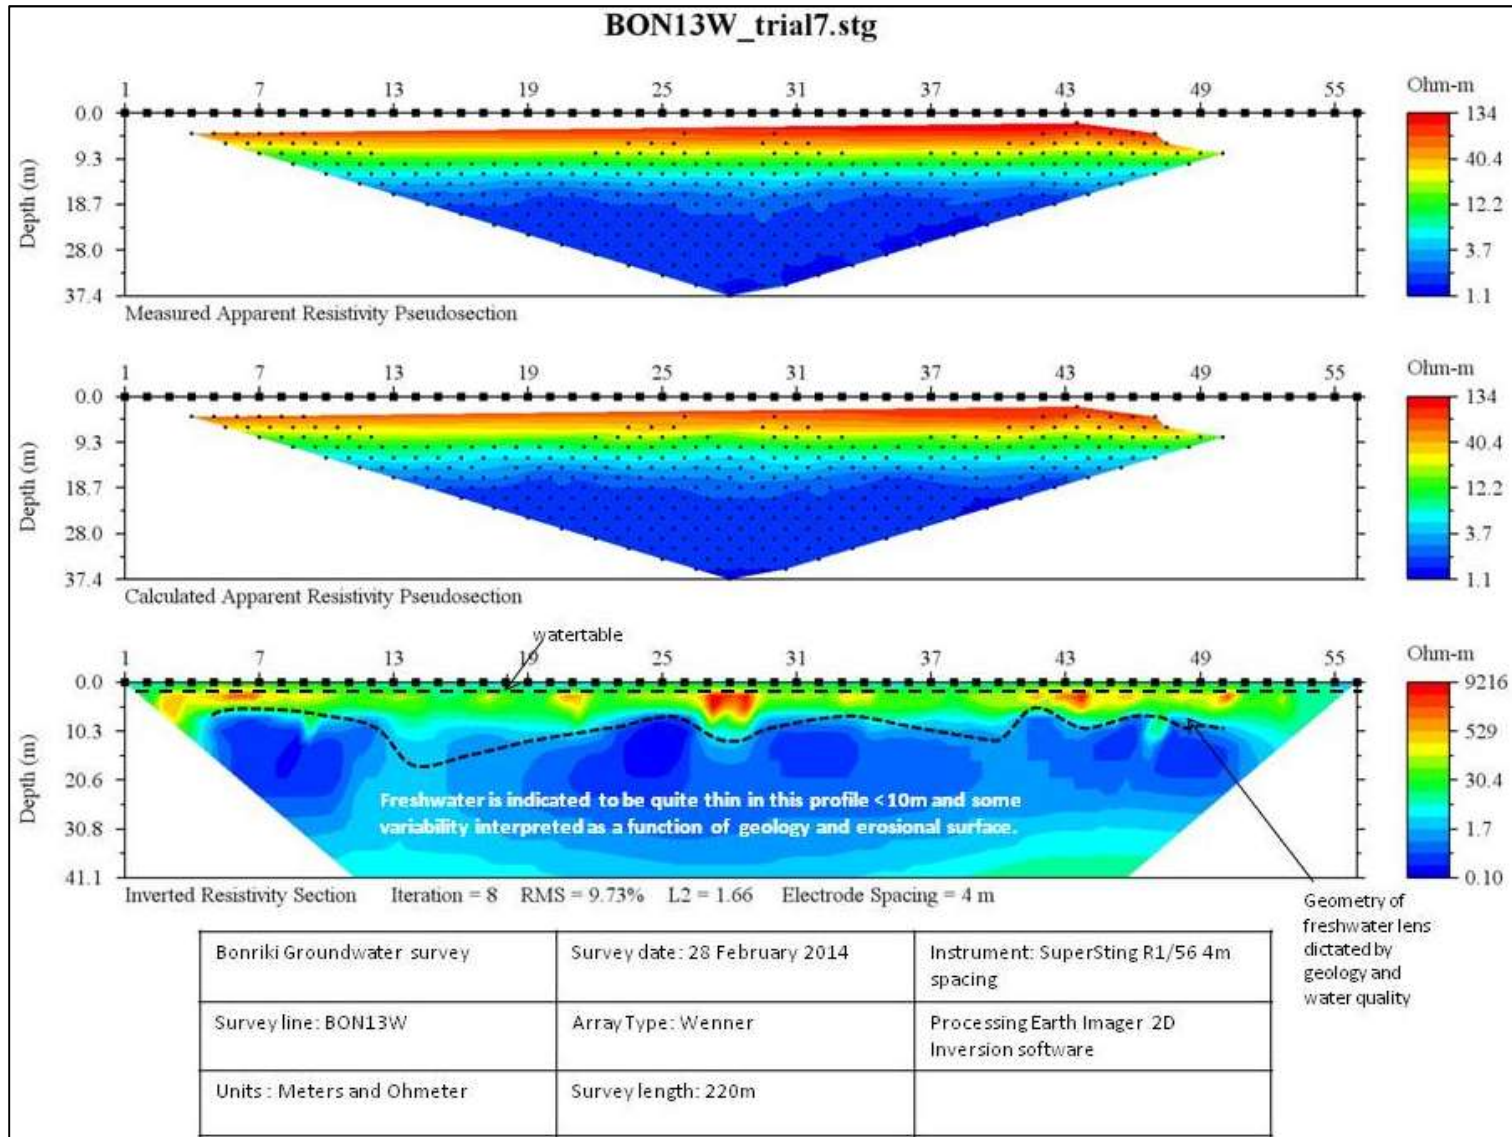 BON13W_trial7.stg
1 7 13 19 25 31 37 43 49 55
Ohm-m
Depth (m)
0.0
9.3
18.7
28.0
37.4
134
40.4
12.2
3.7
1.1
Measured Apparent Resistivity Pseudosection
1 7 13 19 25 31 37 43 49 55
Ohm-m
Depth (m)
0.0
9.3
18.7
28.0
37.4
134
40.4
12.2
3.7
1.1
Calculated Apparent Resistivity Pseudosection
watertable
1 7 13 19 25 31 37 43 49 55
Ohm-m
Depth (m)
0.0
10.3
20.6
30.8
41.1
9216
529
30.4
1.7
0.10
Freshwater is indicated to be quite thin in this profile <10m and some
variability interpreted as a function of geology and erosional surface.
Inverted Resistivity Section Iteration = 8 RMS = 9.73% L2 = 1.66 Electrode Spacing = 4 m
Geometry of
freshwater lens
dictated by
geology and
water quality
Bonriki Groundwater survey
Survey date: 28 February 2014
Instrument: SuperSting R1/56 4m
spacing
Survey line: BON13W
Array Type: Wenner
Processing Earth Imager 2D
Inversion software
Units : Meters and Ohmeter
Survey length: 220m